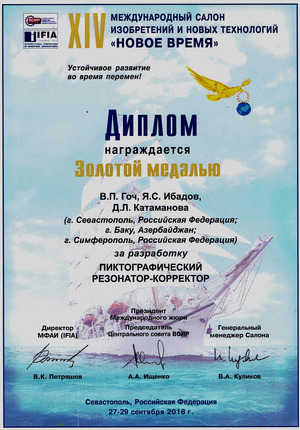 XIV
МЕЖДУНАРОДНЫЙ САЛОН
ИЗОБРЕТЕНИЙ И НОВЫХ ТЕХНОЛОГИЙ
«НОВОЕ ВРЕМЯ»
IFIA
Устойчивое развитие
во время перемен!
ДИПЛОМ
награждается
Золотой медалью
В.П. Гоч, Я.С. Ибадов,
Д.Л. Катаманова
(г. Севастополь, Российская Федерация;
г. Баку, Азербайджан;
г. Симферополь, Российская Федерация)
за разработку
ПИКТОГРАФИЧЕСКИЙ
РЕЗОНАТОР-КОРРЕКТОР
Президент
Международного жюри
Директор
МФАИ (IFIA)
Председатель
Центрального совета ВОИР
Генеральный
менеджер Салона
В.К. Петряшев
А.А. Ищенко
В.А. Куликов
Севастополь, Российская Федерация
27-29 сентября 2018 г.